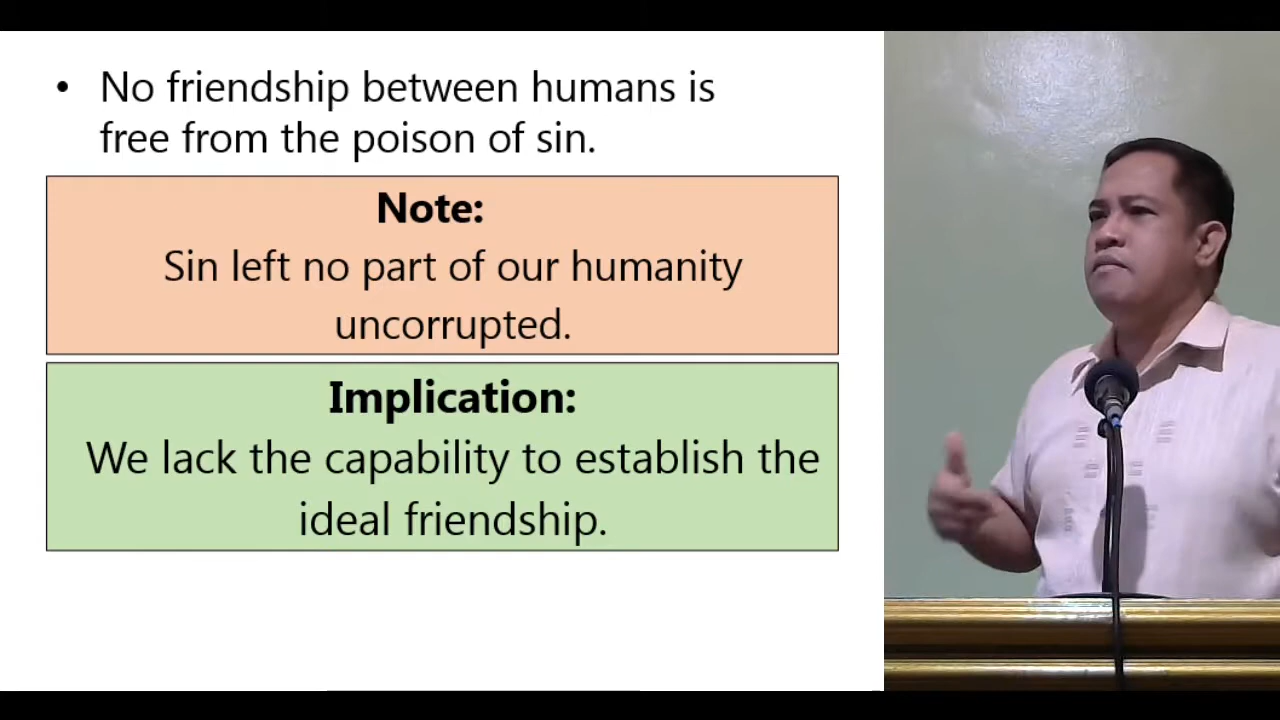 • No friendship between humans is
free from the poison of sin.
Note:
Sin left no part of our humanity
uncorrupted.
Implication:
We lack the capability to establish the
ideal friendship.